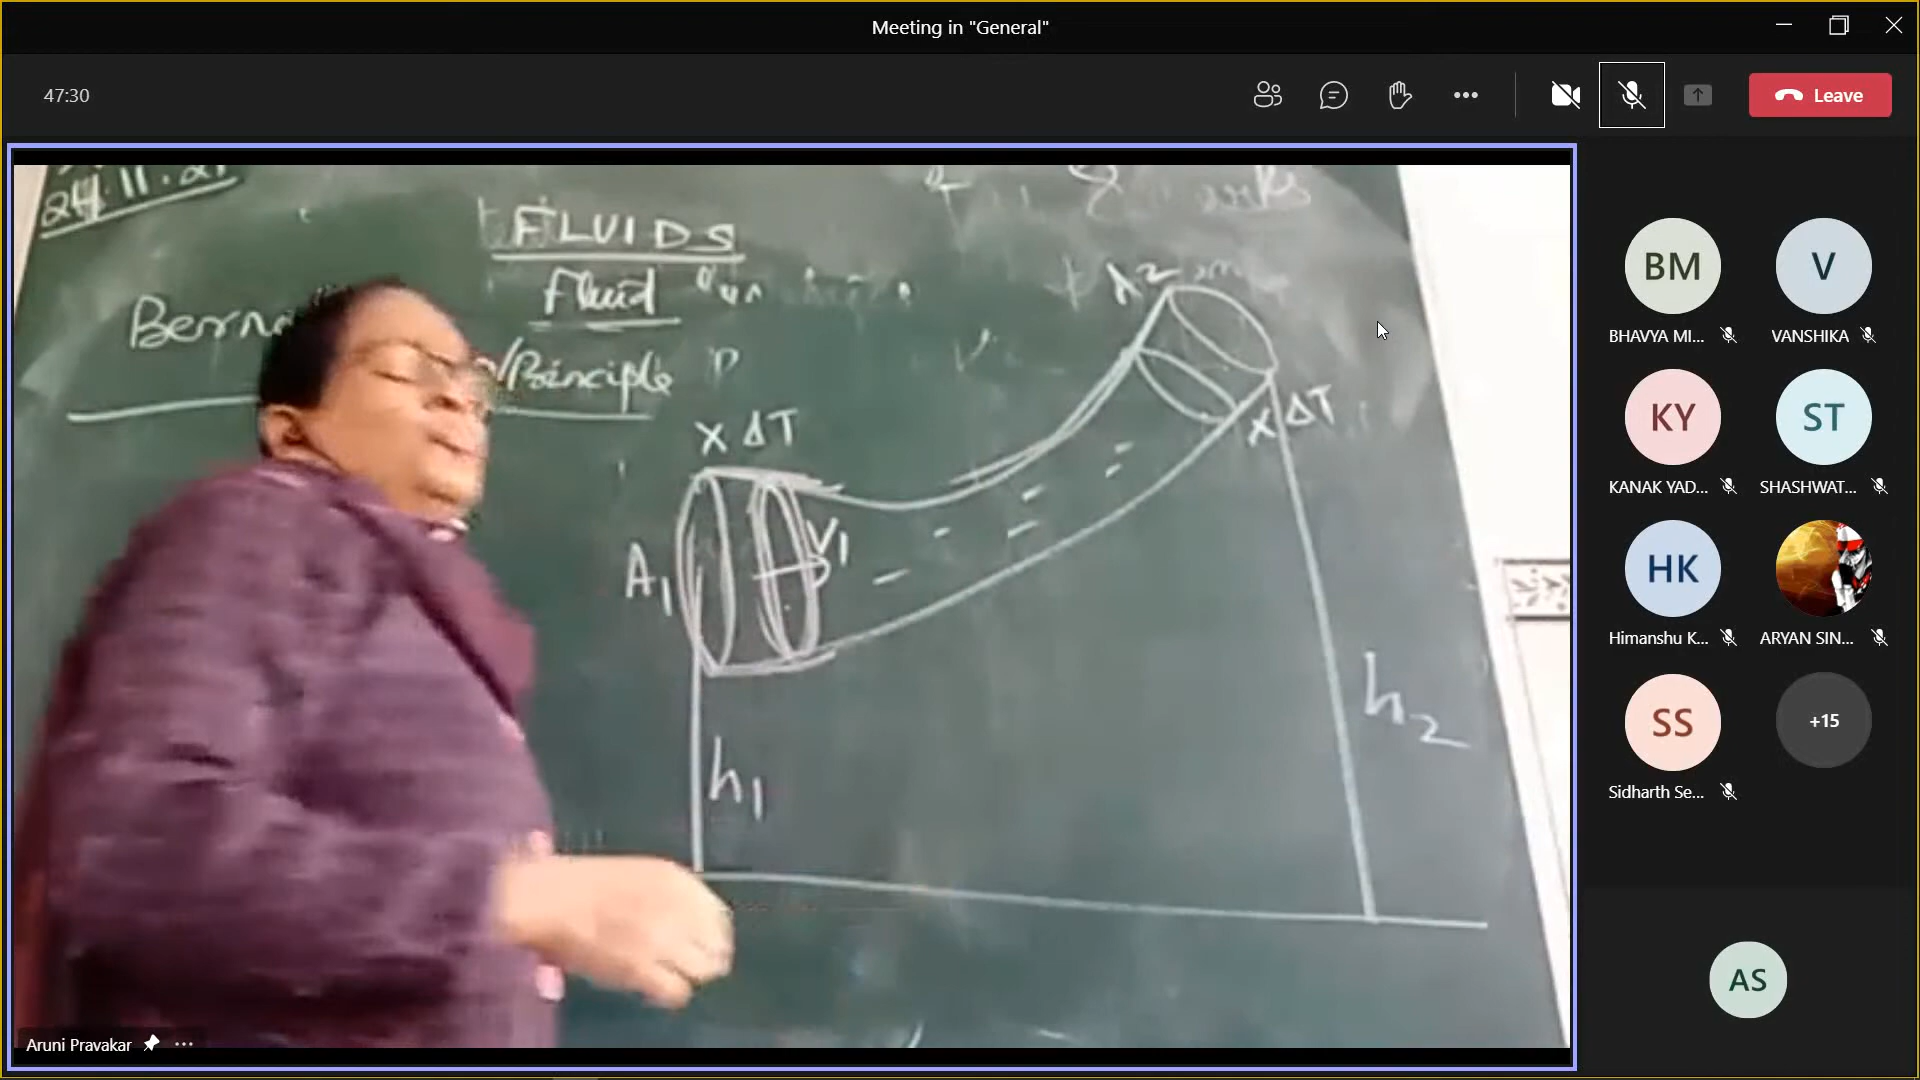 Meeting in "General"
47:30
Leave
24.11.21
FLUIDS
Fluid
/Principle
A2
X ΔT
X ΔT
A1
V1
h1
h2
BM
V
BHAVYA MI...
VANSHIKA
KY
ST
KANAK YAD...
SHASHWAT...
HK
Himanshu K...
ARYAN SIN...
SS
+15
Sidharth Se...
AS
Aruni Pravakar